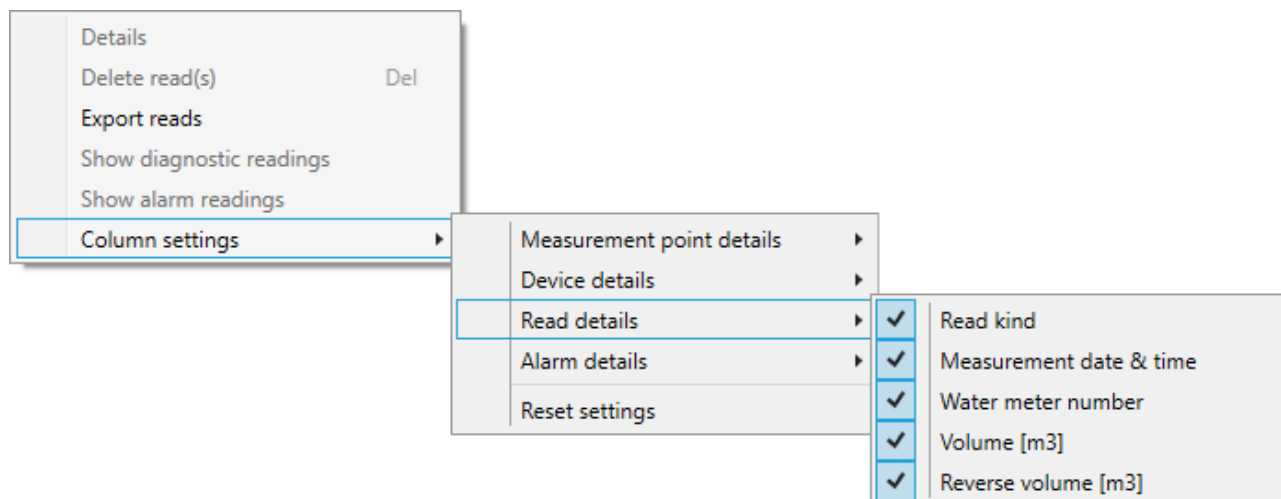 Details
Delete read(s) Del
Export reads
Show diagnostic readings
Show alarm readings
Column settings
Measurement point details
Device details
Read details
Alarm details
Reset settings
Read kind
Measurement date & time
Water meter number
Volume [m3]
Reverse volume [m3]